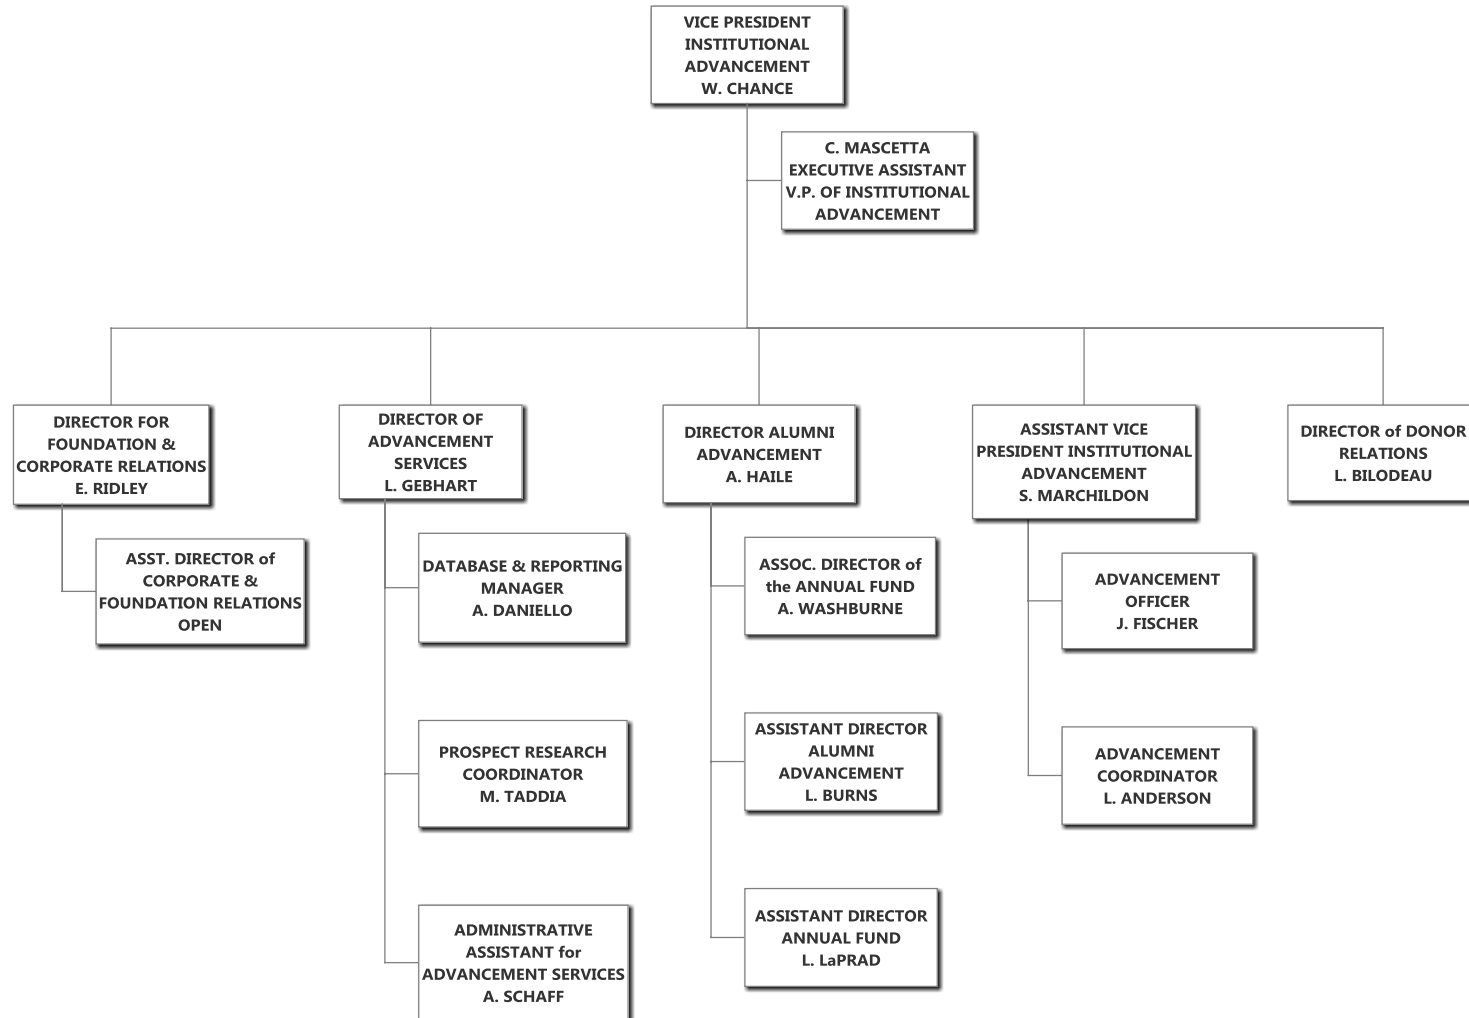 VICE PRESIDENT
INSTITUTIONAL
ADVANCEMENT
W. CHANCE
C. MASCETTA
EXECUTIVE ASSISTANT
V.P. OF INSTITUTIONAL
ADVANCEMENT
DIRECTOR FOR
FOUNDATION &
CORPORATE RELATIONS
E. RIDLEY
ASST. DIRECTOR of
CORPORATE &
FOUNDATION RELATIONS
OPEN
DIRECTOR OF
ADVANCEMENT
SERVICES
L. GEBHART
DATABASE & REPORTING
MANAGER
A. DANIELLO
PROSPECT RESEARCH
COORDINATOR
M. TADDIA
ADMINISTRATIVE
ASSISTANT for
ADVANCEMENT SERVICES
A. SCHAFF
DIRECTOR ALUMNI
ADVANCEMENT
A. HAILE
ASSOC. DIRECTOR of
the ANNUAL FUND
A. WASHBURNE
ASSISTANT DIRECTOR
ALUMNI
ADVANCEMENT
L. BURNS
ASSISTANT DIRECTOR
ANNUAL FUND
L. LaPRAD
ASSISTANT VICE
PRESIDENT INSTITUTIONAL
ADVANCEMENT
S. MARCHILDON
ADVANCEMENT
OFFICER
J. FISCHER
ADVANCEMENT
COORDINATOR
L. ANDERSON
DIRECTOR of DONOR
RELATIONS
L. BILODEAU